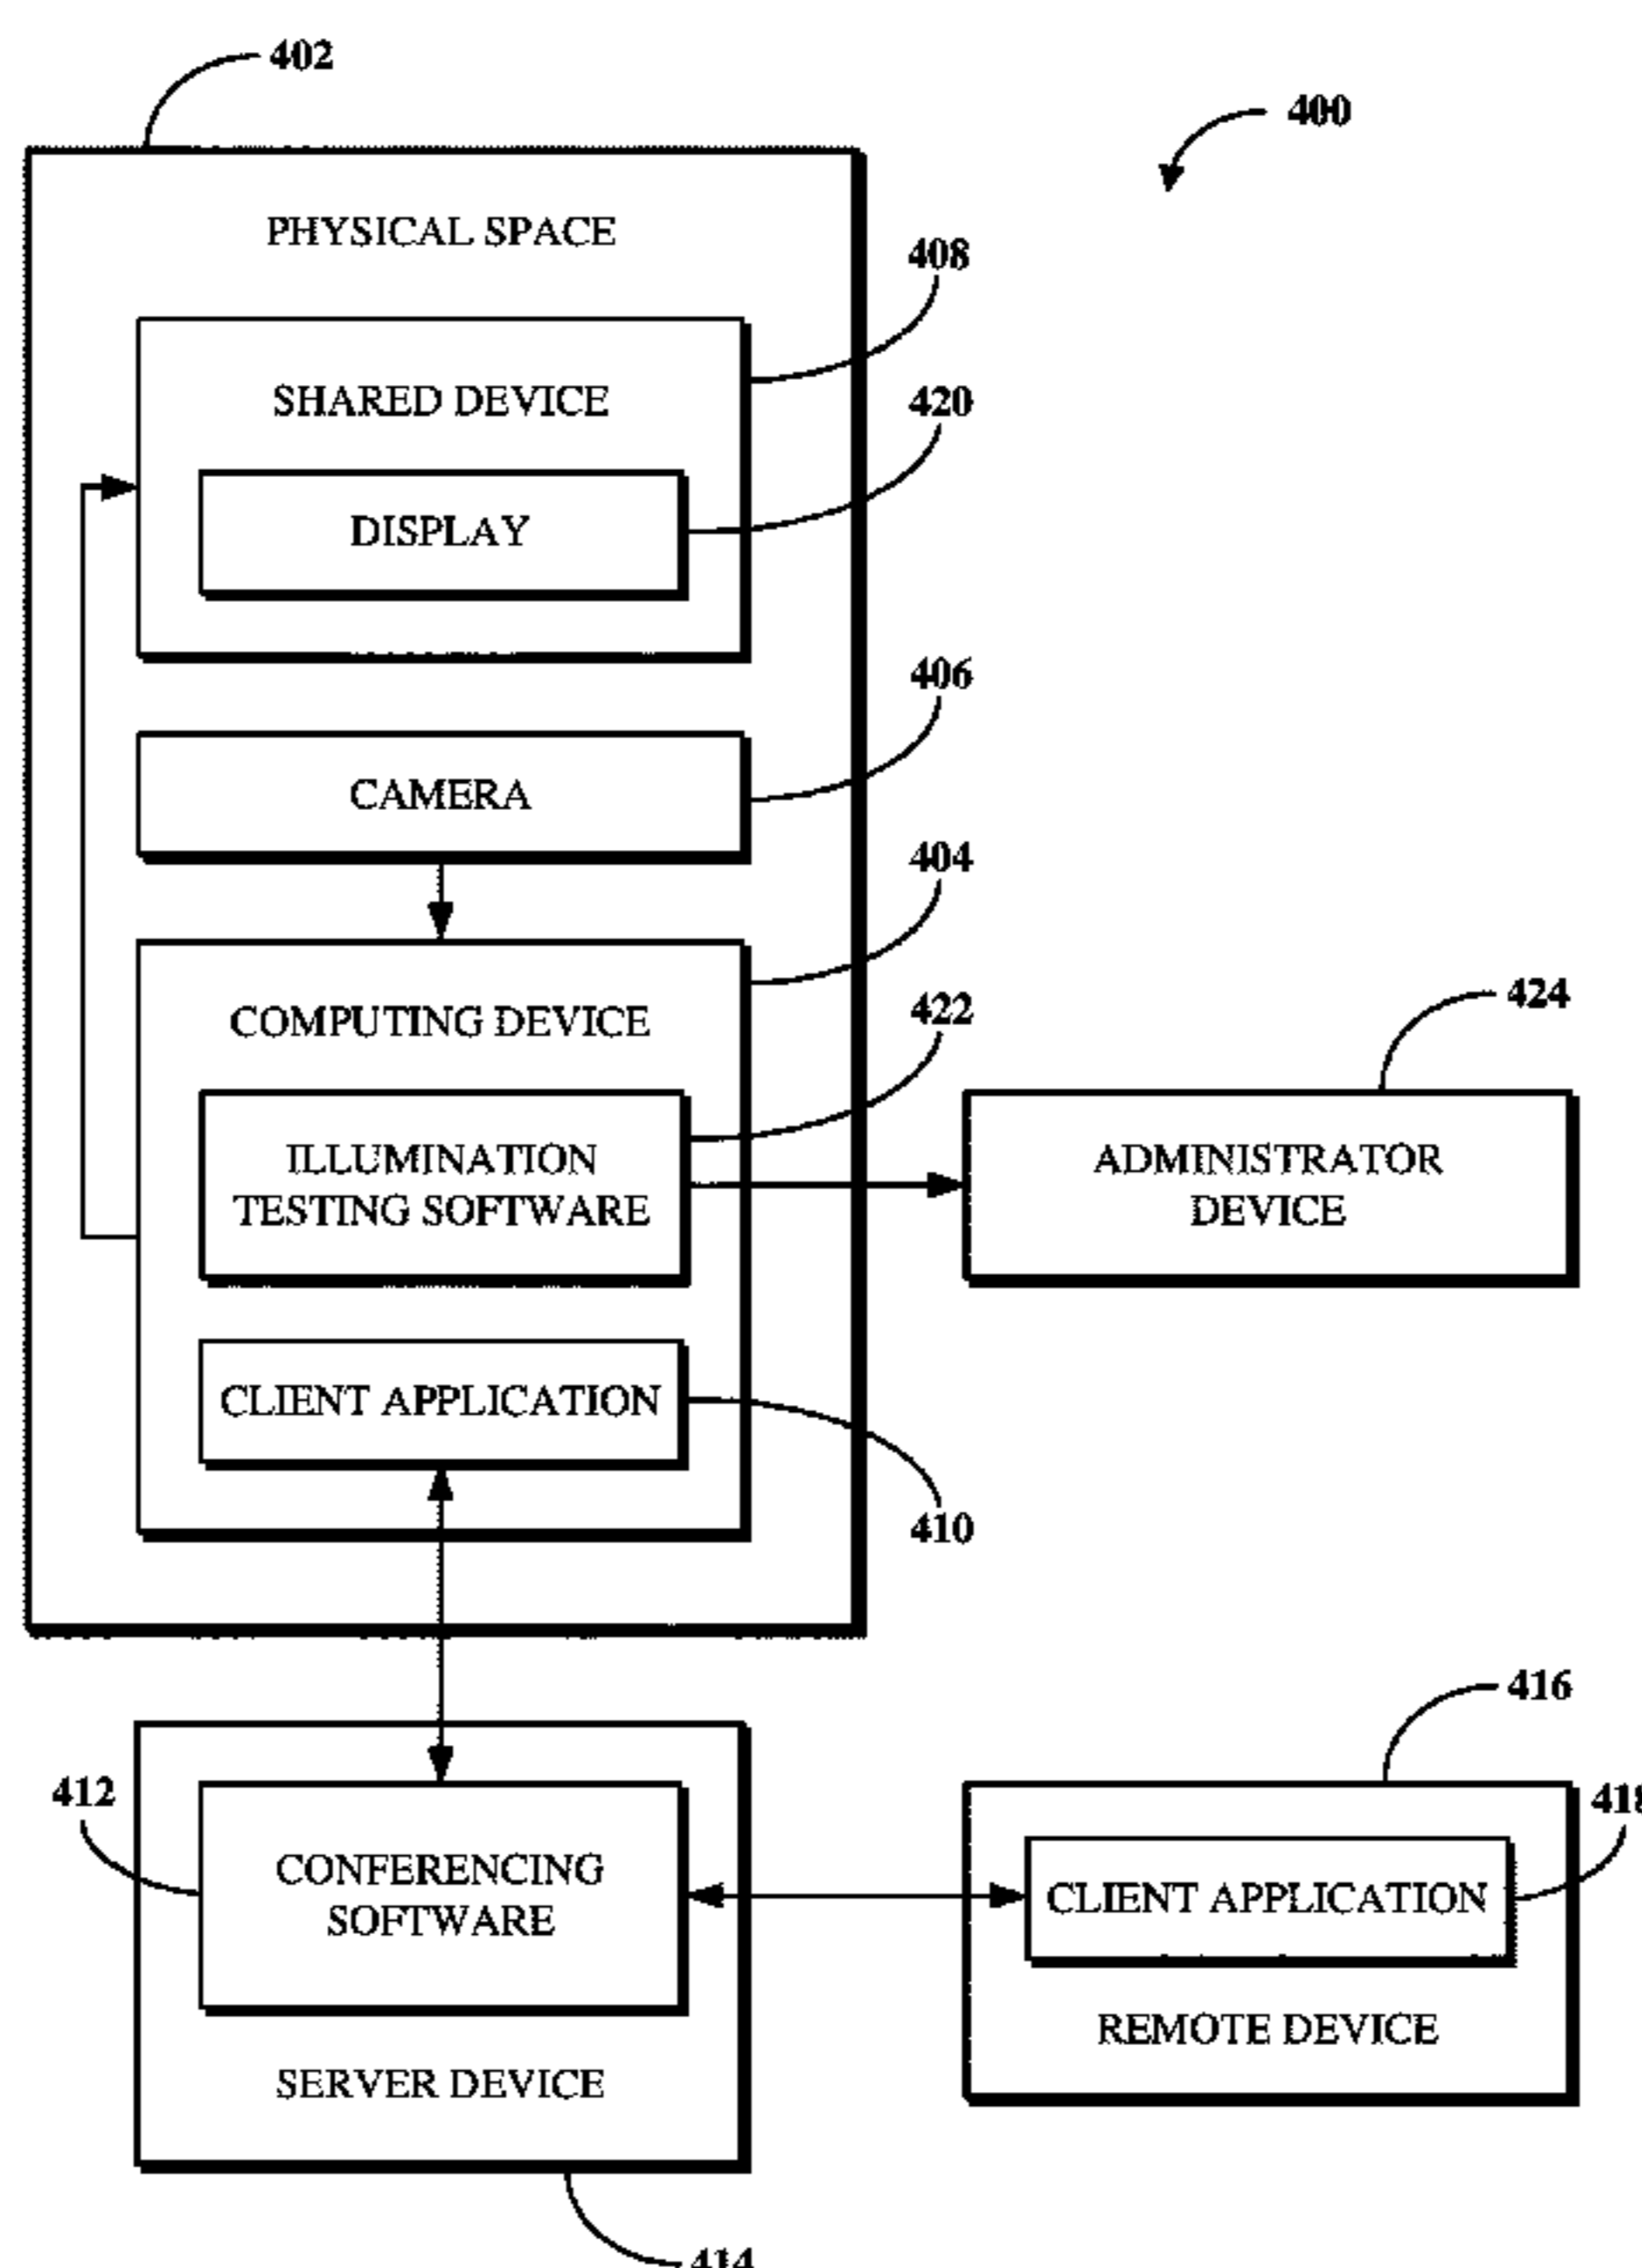 402
400
PHYSICAL SPACE
408
SHARED DEVICE
420
DISPLAY
406
CAMERA
404
COMPUTING DEVICE
422
424
ILLUMINATION
TESTING SOFTWARE
ADMINISTRATOR
DEVICE
CLIENT APPLICATION
410
416
412
418
CONFERENCING
SOFTWARE
CLIENT APPLICATION
REMOTE DEVICE
SERVER DEVICE
414